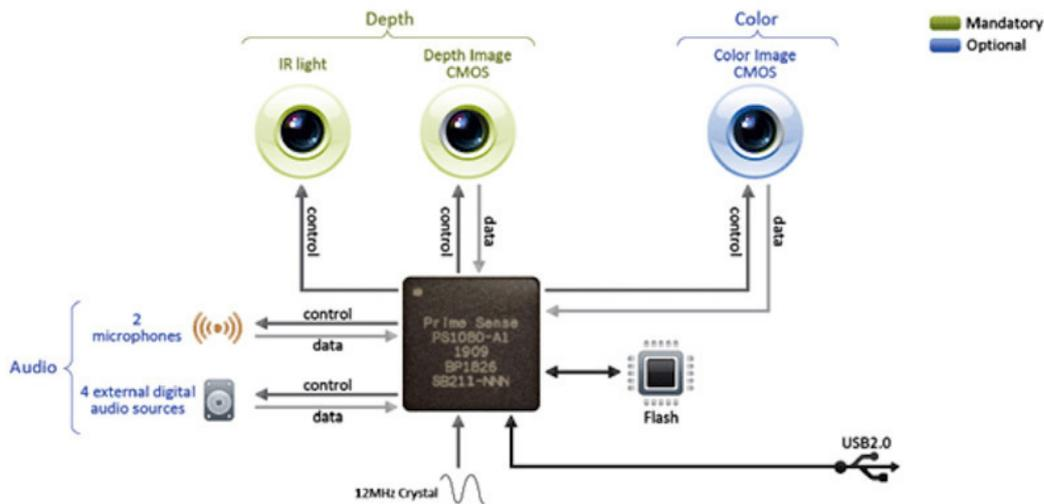 Depth
Color
Mandatory
Optional
IR light
Depth Image
CMOS
Color Image
CMOS
control
control
data
control
data
Audio
2
microphones
control
data
4 external digital
audio sources
control
data
Prime Sense
PS1080-A1
1909
BP1826
SB211-NNN
Flash
USB2.0
12MHz Crystal